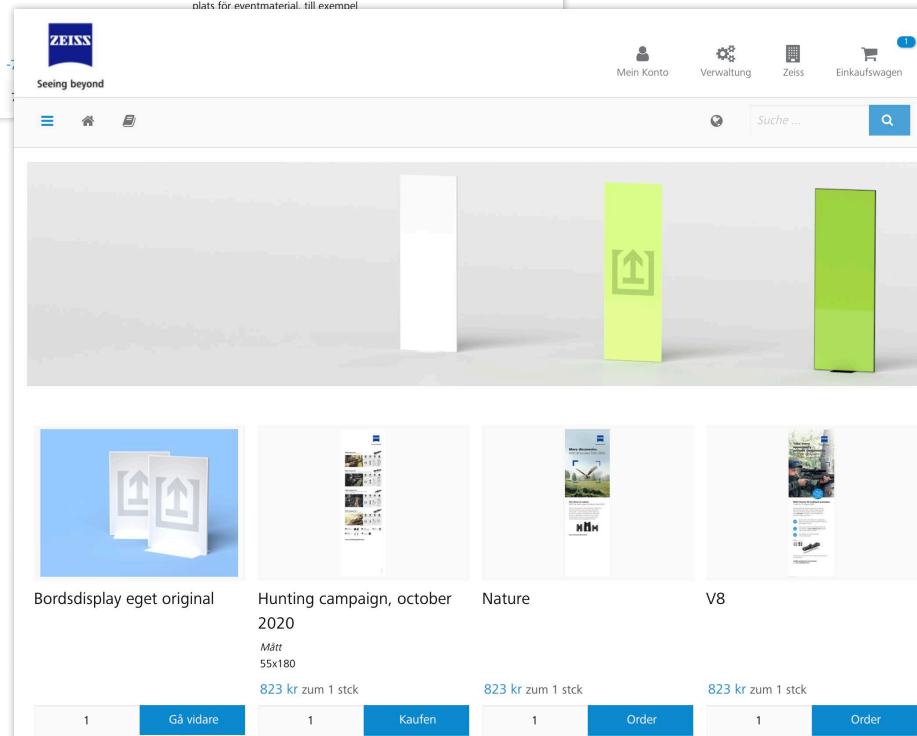 plats för eventmaterial, till exempel
ZEISS
Seeing beyond
Mein Konto
Verwaltung
Zeiss
1
Einkaufswagen
Suche ...
Bordsdisplay eget original
Hunting campaign, october
2020
Mått
55x180
823 kr zum 1 stck
Nature
823 kr zum 1 stck
V8
823 kr zum 1 stck
1 Gå vidare
1 Kaufen
1 Order
1 Order